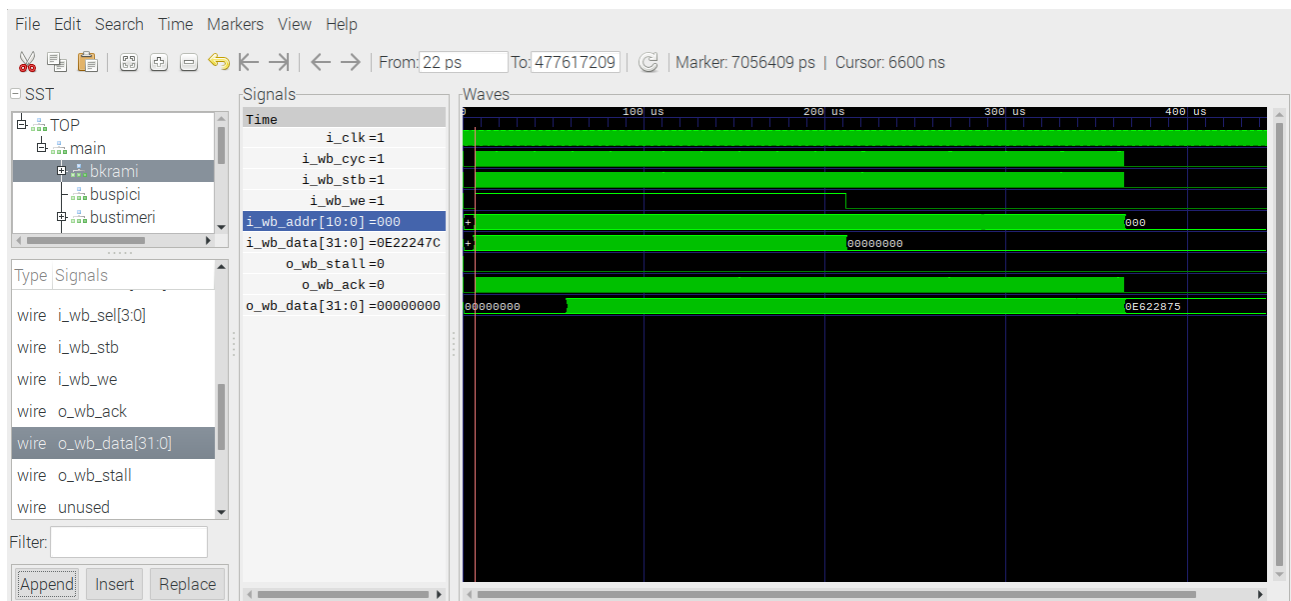 File Edit Search Time Markers View Help
From: 22 ps To: 477617209 | Marker: 7056409 ps | Cursor: 6600 ns
SST
TOP
main
bkrami
buspici
bustimeri
Type Signals
wire i_wb_sel[3:0]
wire i_wb_stb
wire i_wb_we
wire o_wb_ack
wire o_wb_data[31:0]
wire o_wb_stall
wire unused
Filter:
Append Insert Replace
Signals
Time
i_clk=1
i_wb_cyc=1
i_wb_stb=1
i_wb_we=1
i_wb_addr[10:0]=000
i_wb_data[31:0]=0E22247C
o_wb_stall=0
o_wb_ack=0
o_wb_data[31:0]=00000000
Waves
100 us 200 us 300 us 400 us
+ 000
+ 00000000
00000000 0E622875